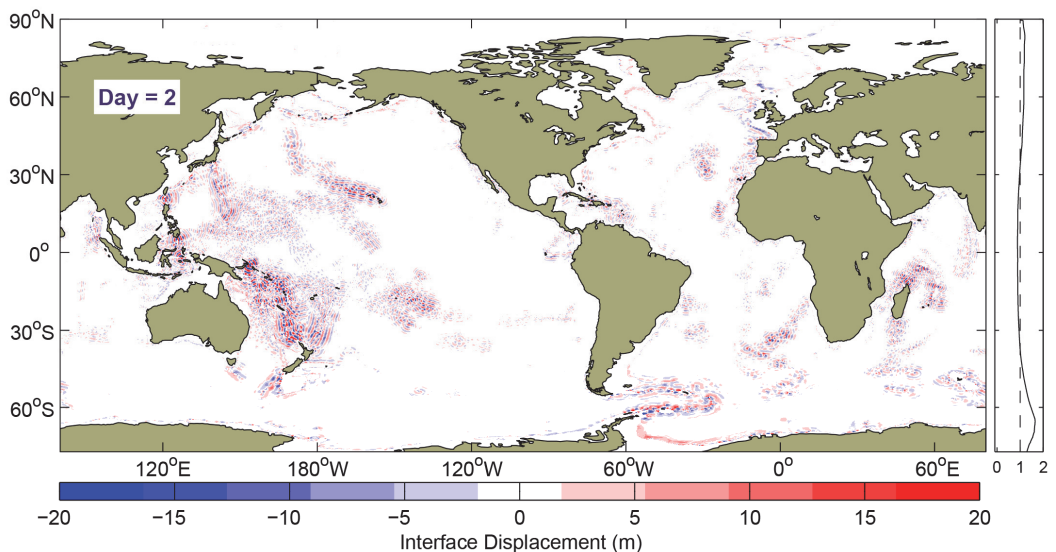 90°N
60°N
30°N
0°
30°S
60°S
Day = 2
120°E
180°W
120°W
60°W
0°
60°E
0 1 2
−20 −15 −10 −5 0 5 10 15 20
Interface Displacement (m)